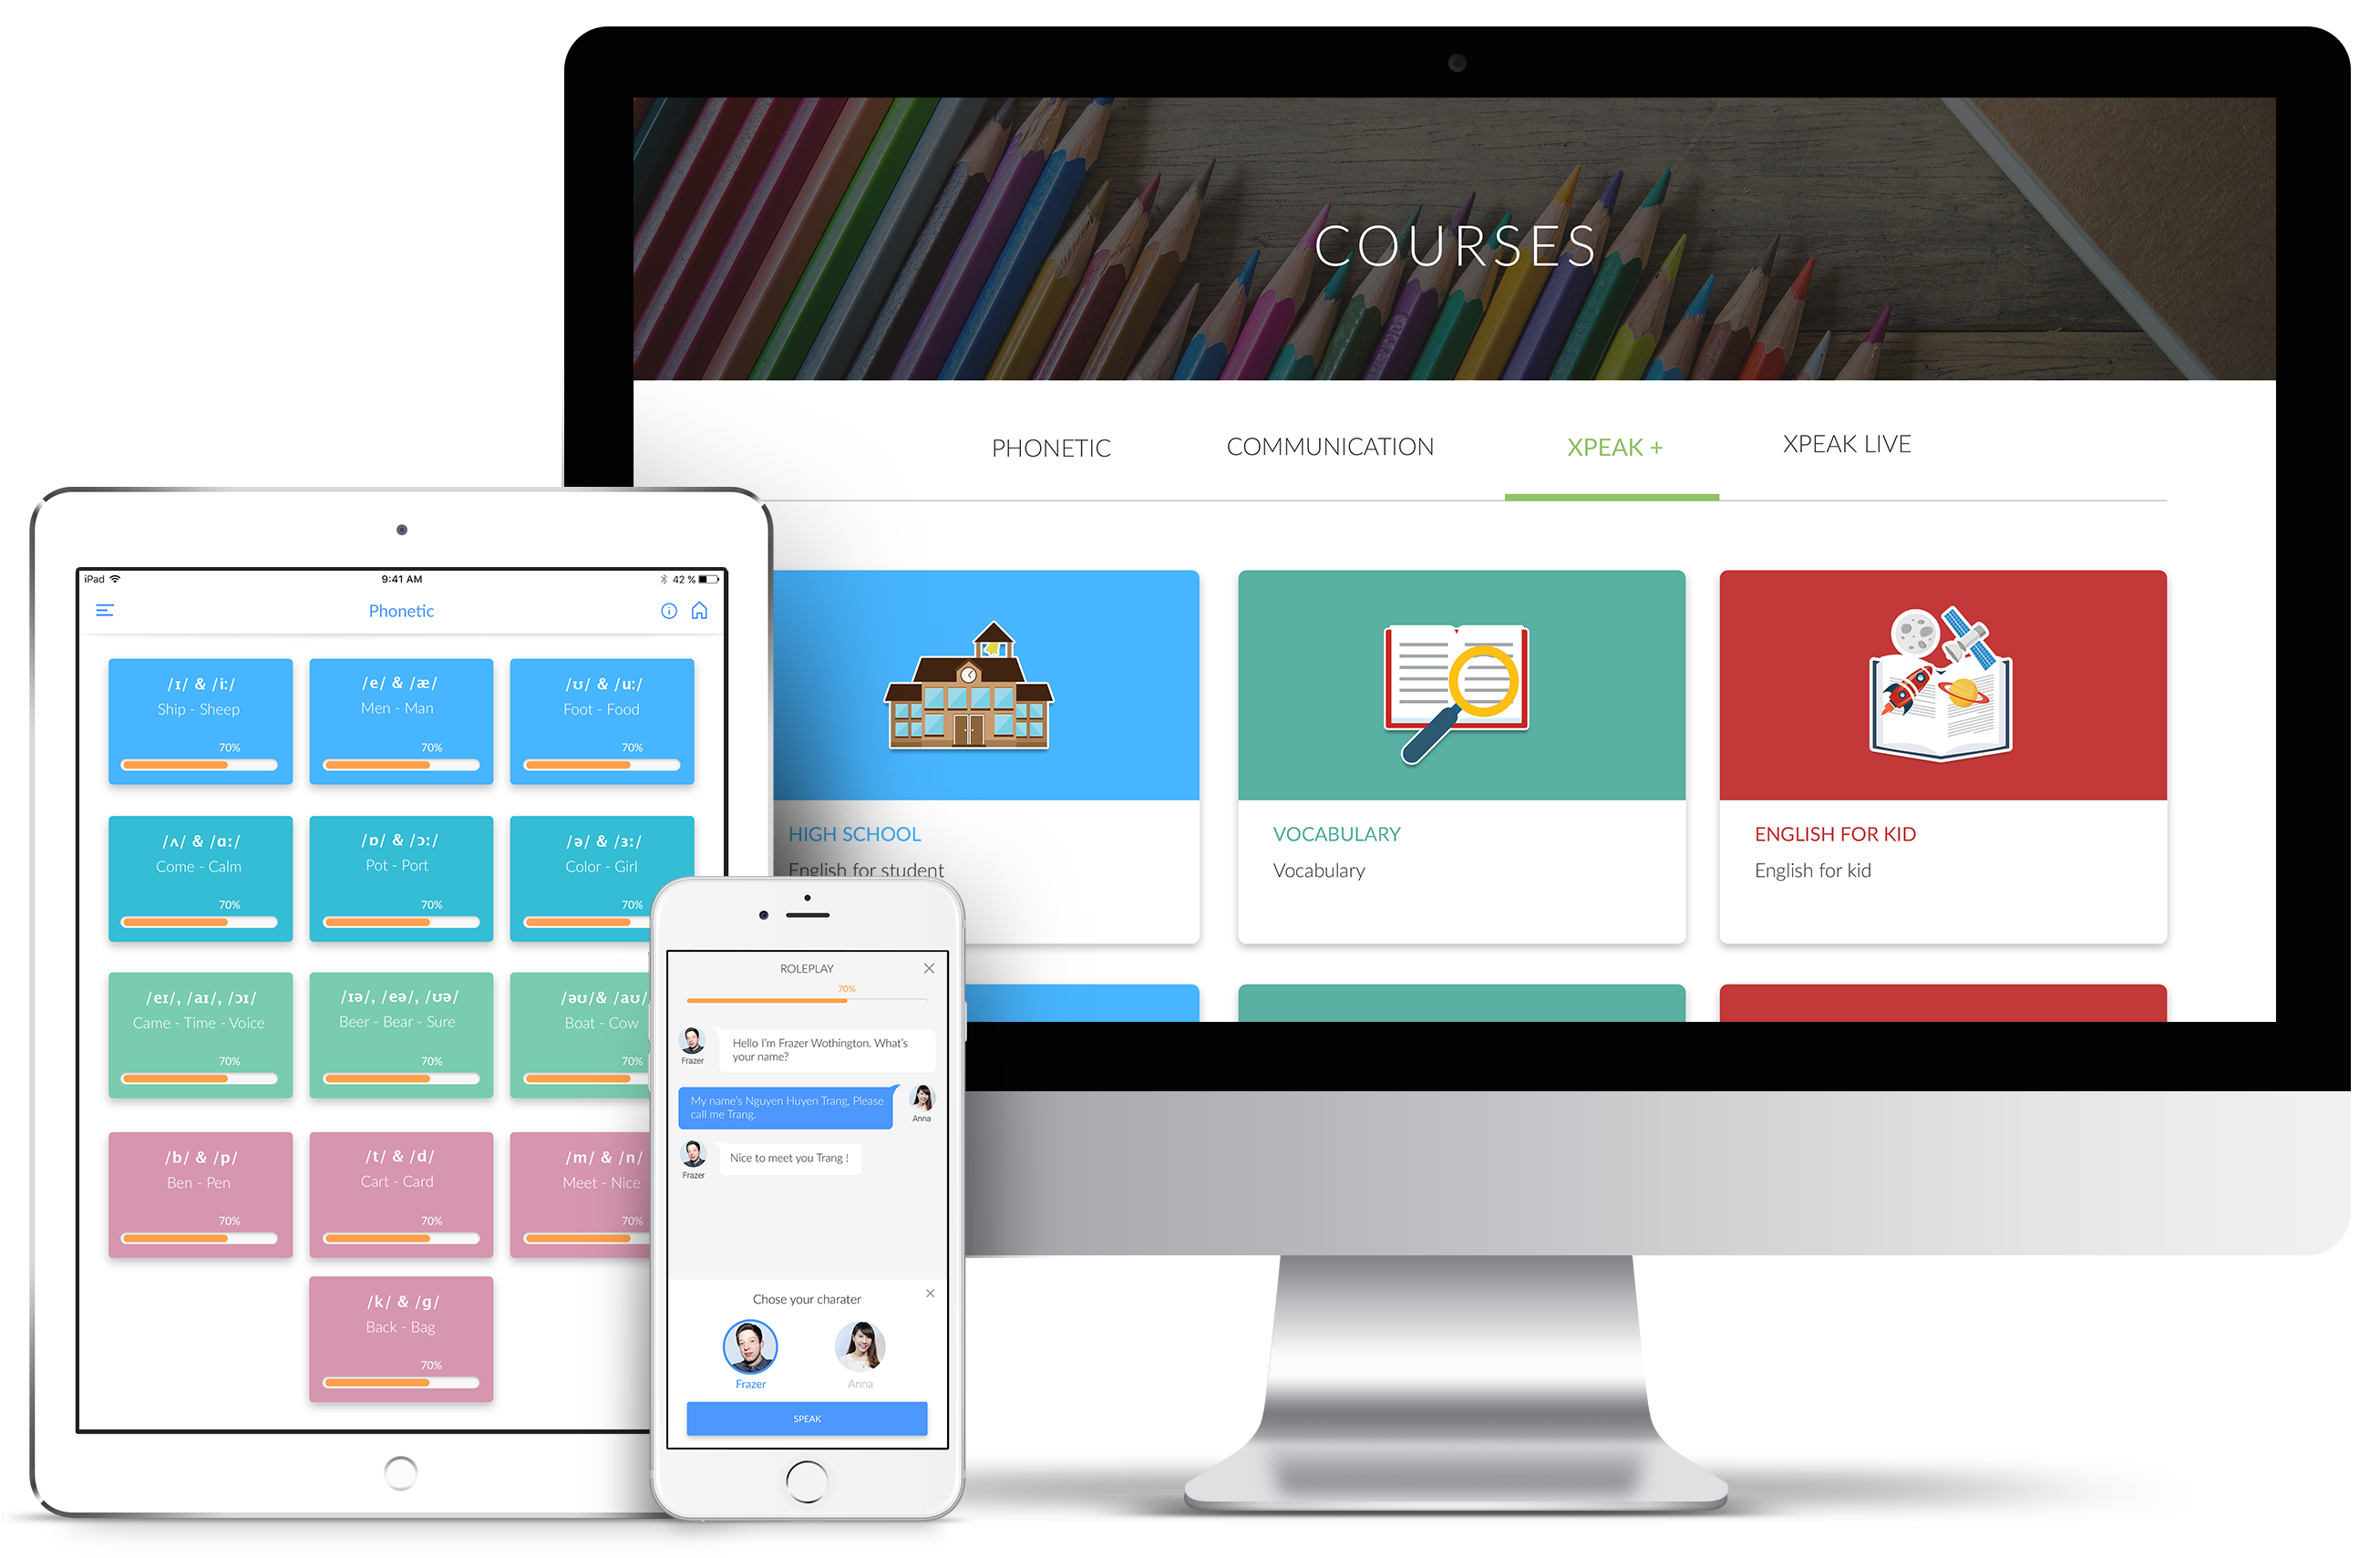 COURSES
PHONETIC
COMMUNICATION
XPEAK +
XPEAK LIVE
HIGH SCHOOL
English for student
VOCABULARY
Vocabulary
ENGLISH FOR KID
English for kid
iPad
9:41 AM
42 %
Phonetic
/ɪ/ & /i:/
Ship - Sheep
70%
/e/ & /æ/
Men - Man
70%
/ʊ/ & /u:/
Foot - Food
70%
/ʌ/ & /ɑ:/
Come - Calm
70%
/ɒ/ & /ɔ:/
Pot - Port
70%
/ə/ & /ɜ:/
Color - Girl
70%
/eɪ/, /aɪ/, /ɔɪ/
Came - Time - Voice
70%
/ɪə/, /eə/, /ʊə/
Beer - Bear - Sure
70%
/əʊ/& /aʊ/
Boat - Cow
70%
/b/ & /p/
Ben - Pen
70%
/t/ & /d/
Cart - Card
70%
/m/ & /n/
Meet - Nice
70%
/k/ & /g/
Back - Bag
70%
ROLEPLAY
70%
Frazer
Hello I'm Frazer Wothington. What's
your name?
My name's Nguyen Huyen Trang, Please
call me Trang.
Anna
Frazer
Nice to meet you Trang !
Chose your charater
Frazer
Anna
SPEAK